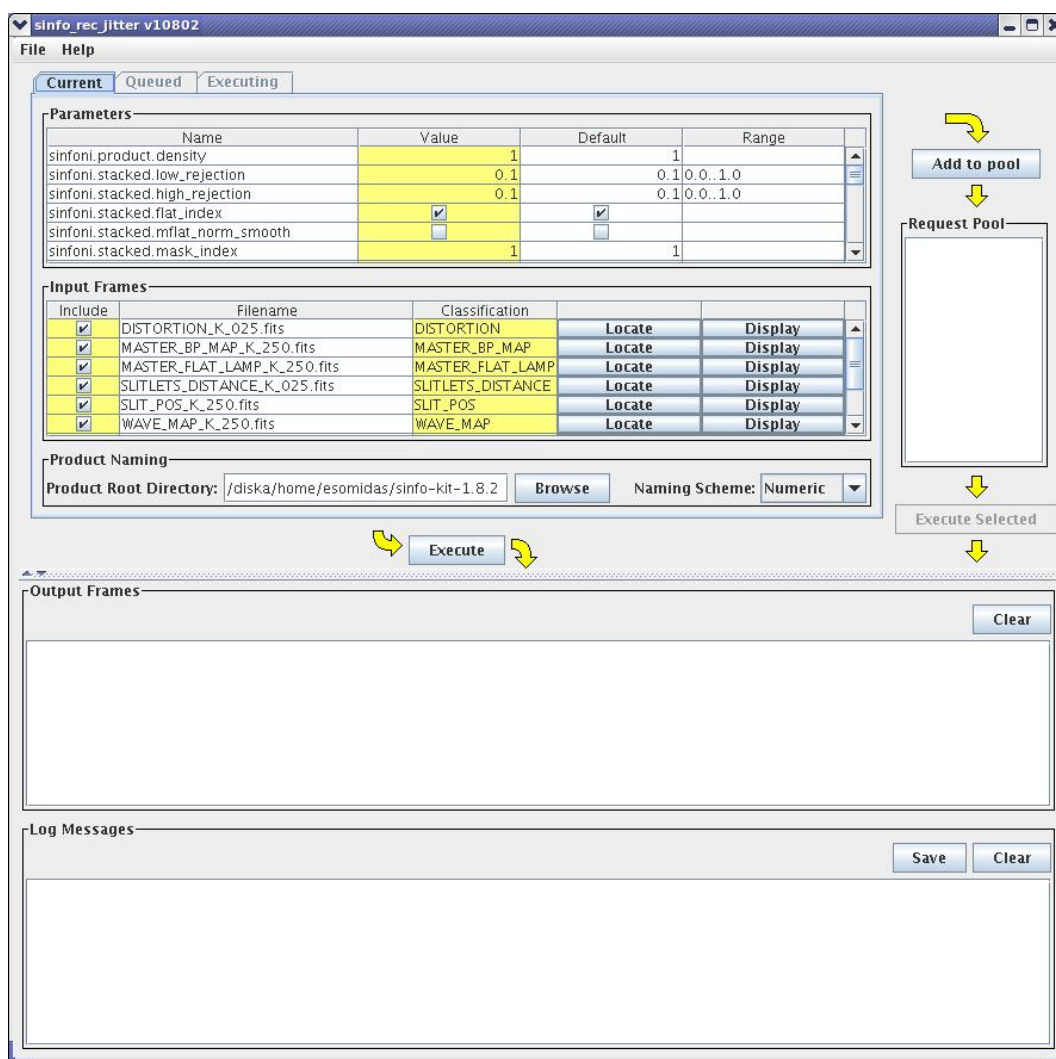 sinfo_rec_jitter v10802
File Help
Current Queued Executing
Parameters
Name Value Default Range
sinfoni.product.density 1 1
sinfoni.stacked.low_rejection 0.1 0.1 0.0..1.0
sinfoni.stacked.high_rejection 0.1 0.1 0.0..1.0
sinfoni.stacked.flat_index
sinfoni.stacked.mflat_norm_smooth
sinfoni.stacked.mask_index 1 1
Input Frames
Include Filename Classification
DISTORTION_K_025.fits DISTORTION Locate Display
MASTER_BP_MAP_K_250.fits MASTER_BP_MAP Locate Display
MASTER_FLAT_LAMP_K_250.fits MASTER_FLAT_LAMP Locate Display
SLITLETS_DISTANCE_K_025.fits SLITLETS_DISTANCE Locate Display
SLIT_POS_K_250.fits SLIT_POS Locate Display
WAVE_MAP_K_250.fits WAVE_MAP Locate Display
Product Naming
Product Root Directory: /diska/home/esomidas/sinfo-kit-1.8.2 Browse Naming Scheme: Numeric
Execute
Add to pool
Request Pool
Execute Selected
Output Frames
Clear
Log Messages
Save Clear